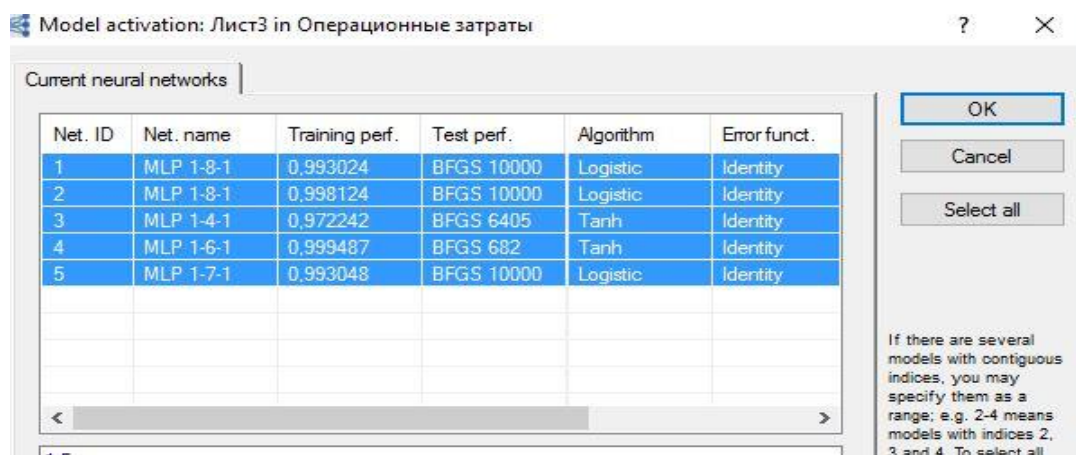 Model activation: Лист3 in Операционные затраты ? ×
Current neural networks
OK
Cancel
Select all
Net. ID Net. name Training perf. Test perf. Algorithm Error funct.
1 MLP 1-8-1 0,993024 BFGS 10000 Logistic Identity
2 MLP 1-8-1 0,998124 BFGS 10000 Logistic Identity
3 MLP 1-4-1 0,972242 BFGS 6405 Tanh Identity
4 MLP 1-6-1 0,999487 BFGS 682 Tanh Identity
5 MLP 1-7-1 0,993048 BFGS 10000 Logistic Identity
If there are several
models with contiguous
indices, you may
specify them as a
range; e.g. 2-4 means
models with indices 2,
3 and 4. To select all